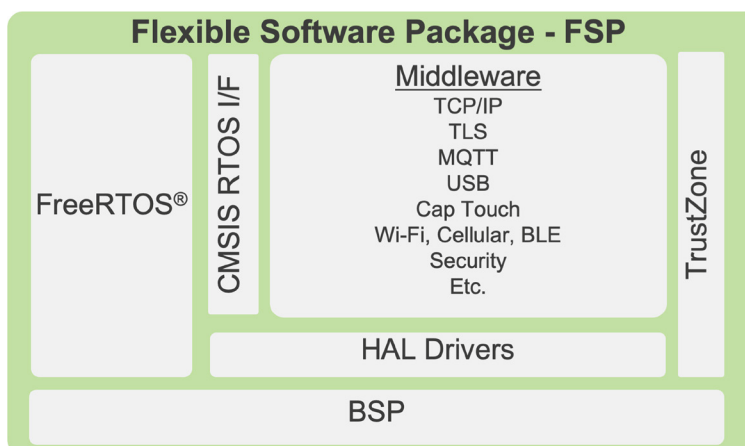 Flexible Software Package - FSP
FreeRTOS®
CMSIS RTOS I/F
Middleware
TCP/IP
TLS
MQTT
USB
Cap Touch
Wi-Fi, Cellular, BLE
Security
Etc.
TrustZone
HAL Drivers
BSP